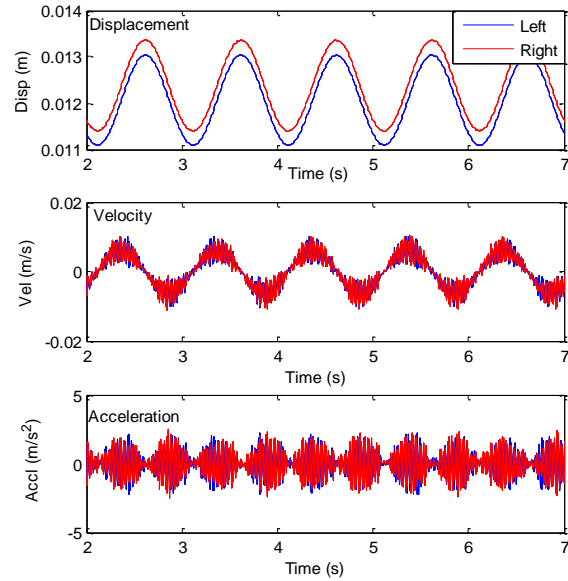 Displacement
Left
Right
0.014
0.013
0.012
0.011
Disp (m)
2 3 4 5 6 7
Time (s)
Velocity
0.02
0
-0.02
Vel (m/s)
2 3 4 5 6 7
Time (s)
Acceleration
5
0
-5
Accl (m/s²)
2 3 4 5 6 7
Time (s)